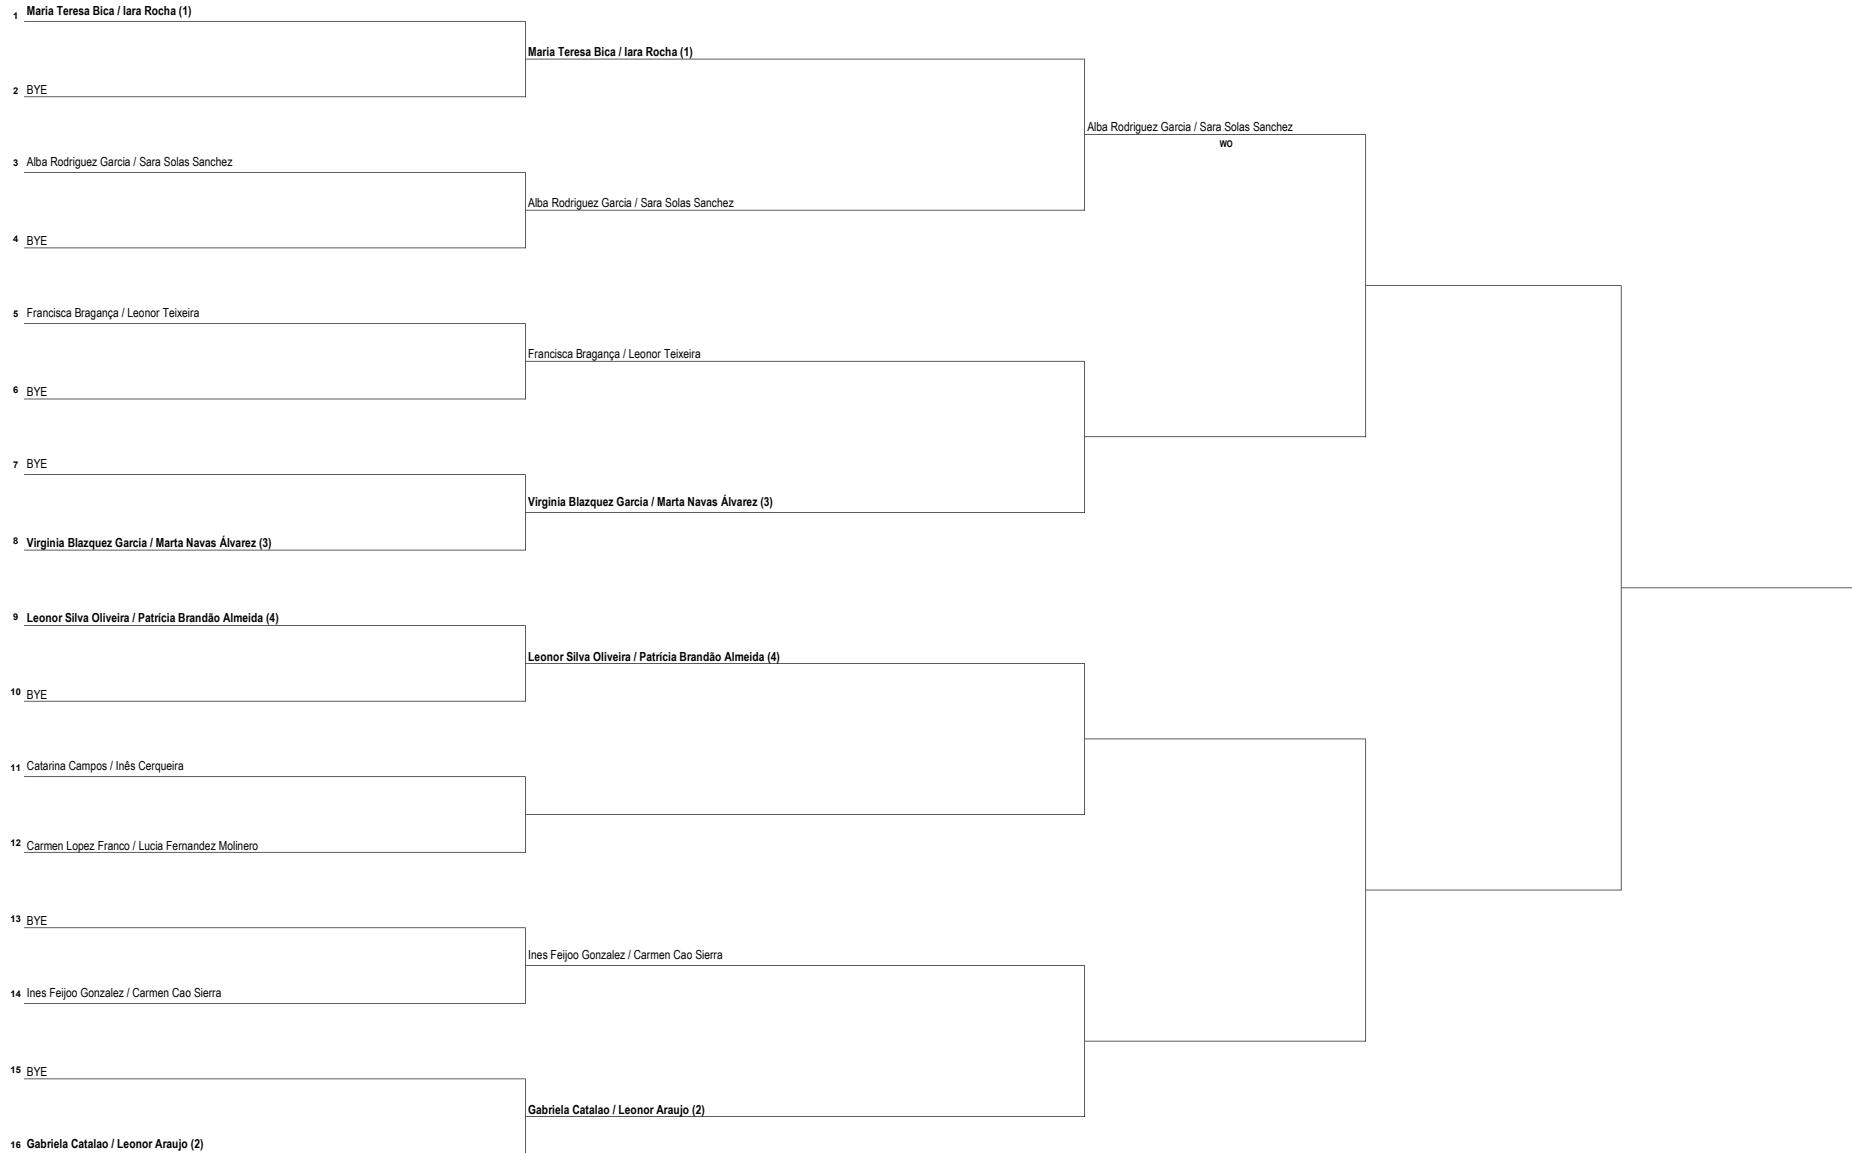 1 Maria Teresa Bica / Iara Rocha (1)
Maria Teresa Bica / Iara Rocha (1)
2 BYE
Alba Rodriguez Garcia / Sara Solas Sanchez
WO
3 Alba Rodriguez Garcia / Sara Solas Sanchez
Alba Rodriguez Garcia / Sara Solas Sanchez
4 BYE
5 Francisca Bragança / Leonor Teixeira
Francisca Bragança / Leonor Teixeira
6 BYE
7 BYE
Virginia Blazquez Garcia / Marta Navas Álvarez (3)
8 Virginia Blazquez Garcia / Marta Navas Álvarez (3)
9 Leonor Silva Oliveira / Patrícia Brandão Almeida (4)
Leonor Silva Oliveira / Patrícia Brandão Almeida (4)
10 BYE
11 Catarina Campos / Inês Cerqueira
12 Carmen Lopez Franco / Lucia Fernandez Molinero
13 BYE
Ines Feijoo Gonzalez / Carmen Cao Sierra
14 Ines Feijoo Gonzalez / Carmen Cao Sierra
15 BYE
Gabriela Catalao / Leonor Araujo (2)
16 Gabriela Catalao / Leonor Araujo (2)